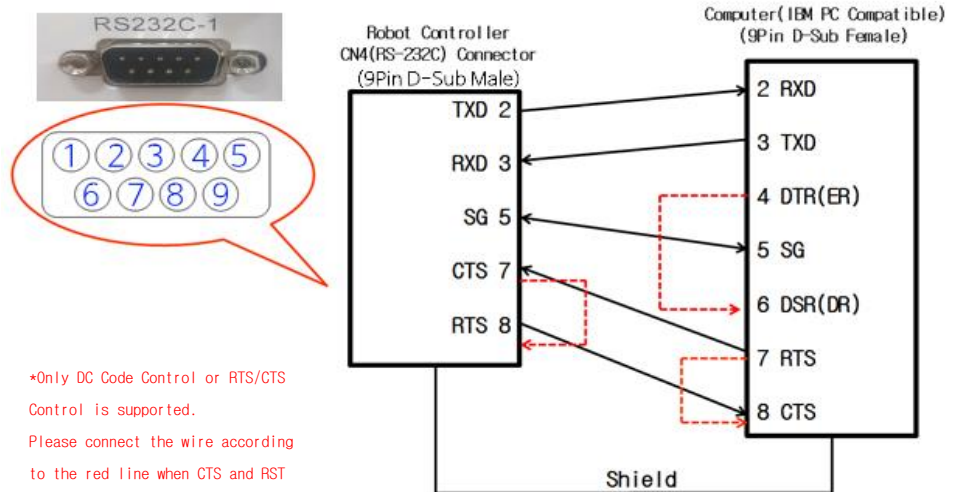 RS232C-1
1 2 3 4 5
6 7 8 9
*Only DC Code Control or RTS/CTS
Control is supported.
Please connect the wire according
to the red line when CTS and RST
Robot Controller
CN4(RS-232C) Connector
(9Pin D-Sub Male)
TXD 2
RXD 3
SG 5
CTS 7
RTS 8
Computer(IBM PC Compatible)
(9Pin D-Sub Female)
2 RXD
3 TXD
4 DTR(ER)
5 SG
6 DSR(DR)
7 RTS
8 CTS
Shield